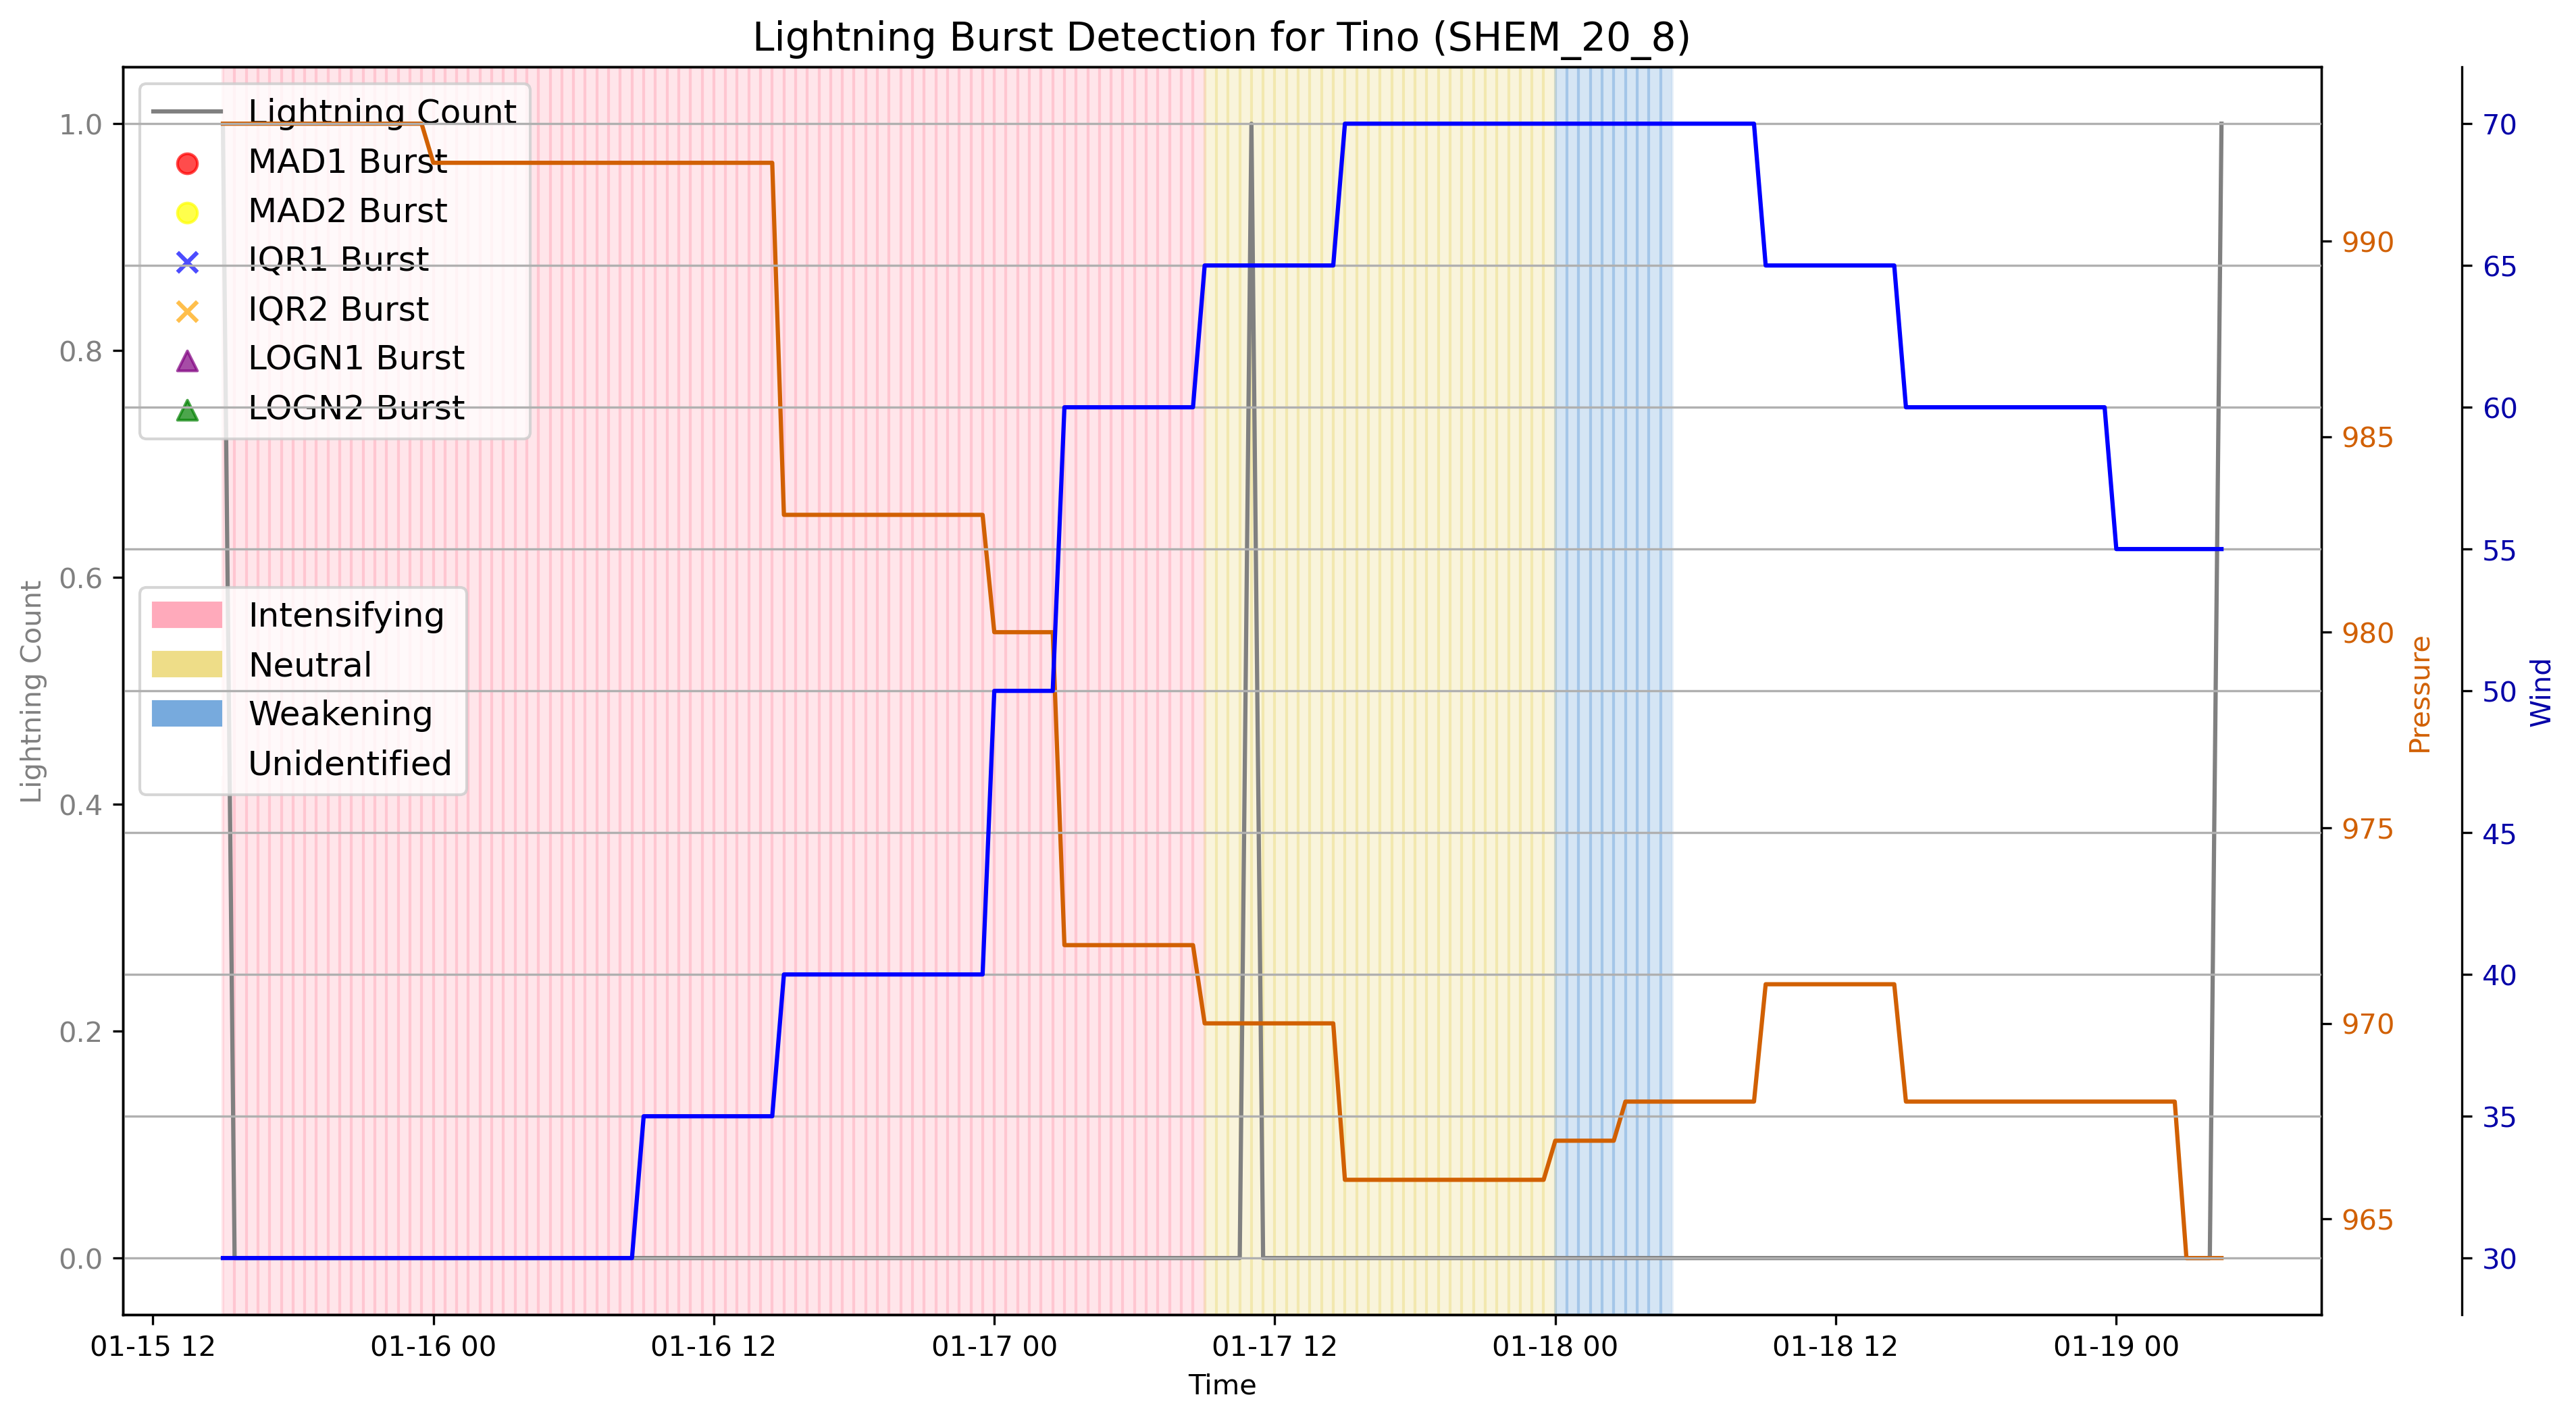 Lightning Burst Detection for Tino (SHEM_20_8)
Lightning Count
MAD1 Burst
MAD2 Burst
IQR1 Burst
IQR2 Burst
LOGN1 Burst
LOGN2 Burst
Intensifying
Neutral
Weakening
Unidentified
Lightning Count
1.0
0.8
0.6
0.4
0.2
0.0
990
985
980
975
970
965
Pressure
70
65
60
55
50
45
40
35
30
Wind
01-15 12
01-16 00
01-16 12
01-17 00
01-17 12
01-18 00
01-18 12
01-19 00
Time